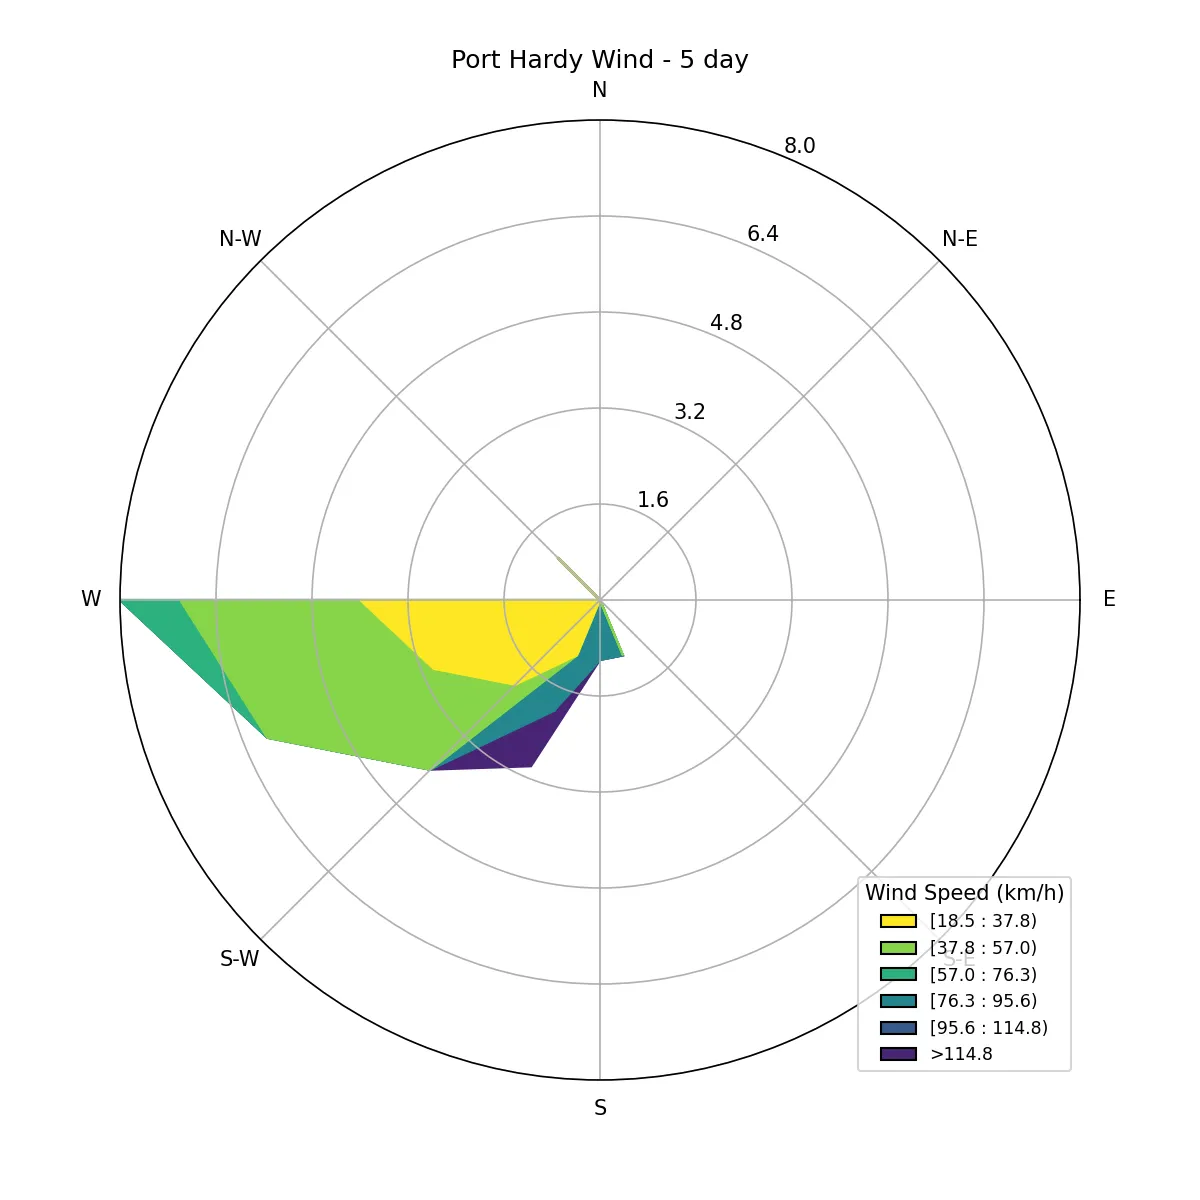 Port Hardy Wind - 5 day
N
8.0
6.4
N-W
N-E
4.8
3.2
1.6
W
E
S-W
S-E
S
Wind Speed (km/h)
[18.5 : 37.8)
[37.8 : 57.0)
[57.0 : 76.3)
[76.3 : 95.6)
[95.6 : 114.8)
>114.8